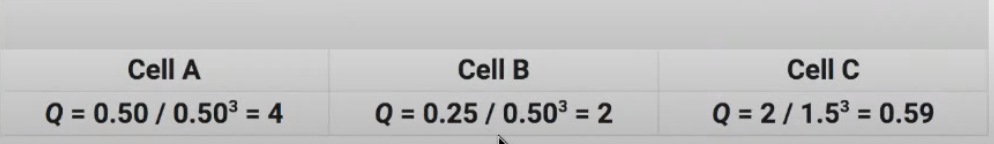 Cell A Cell B Cell C
Q = 0.50 / 0.50³ = 4 Q = 0.25 / 0.50³ = 2 Q = 2 / 1.5³ = 0.59